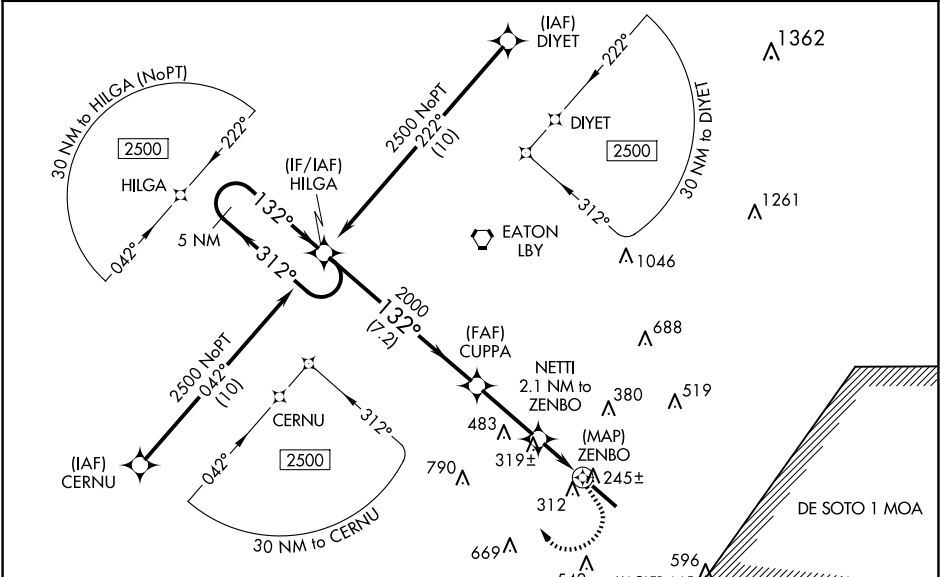 (IAF)
DIYET
1362
30 NM to HILGA (NoPT)
2500
222°
HILGA
042°
2500 NoPT
222°
(10)
222°
DIYET
2500
30 NM to DIYET
312°
(IF/IAF)
HILGA
132°
5 NM
312°
EATON
LBY
1261
1046
2000
132°
(7.2)
688
(FAF)
CUPPA
NETTI
2.1 NM to
ZENBO
380
519
2500 NoPT
042°
(10)
CERNU
312°
042°
2500
30 NM to CERNU
(IAF)
CERNU
483
319±
(MAP)
ZENBO
790
245±
312
DE SOTO 1 MOA
669
596